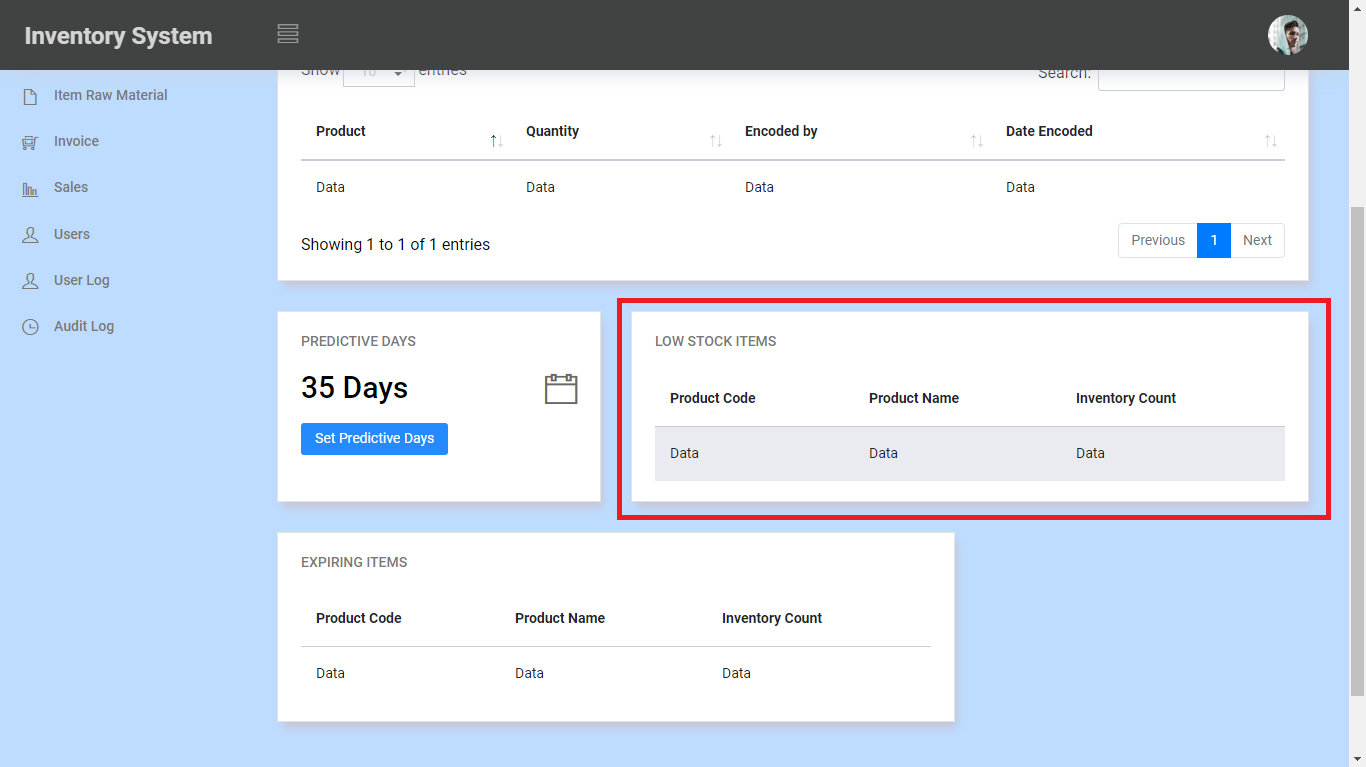 Inventory System
Show 10 entries
Search:
Item Raw Material
Invoice
Sales
Users
User Log
Audit Log
Product Quantity Encoded by Date Encoded
Data Data Data Data
Showing 1 to 1 of 1 entries
Previous 1 Next
PREDICTIVE DAYS
35 Days
Set Predictive Days
LOW STOCK ITEMS
Product Code Product Name Inventory Count
Data Data Data
EXPIRING ITEMS
Product Code Product Name Inventory Count
Data Data Data